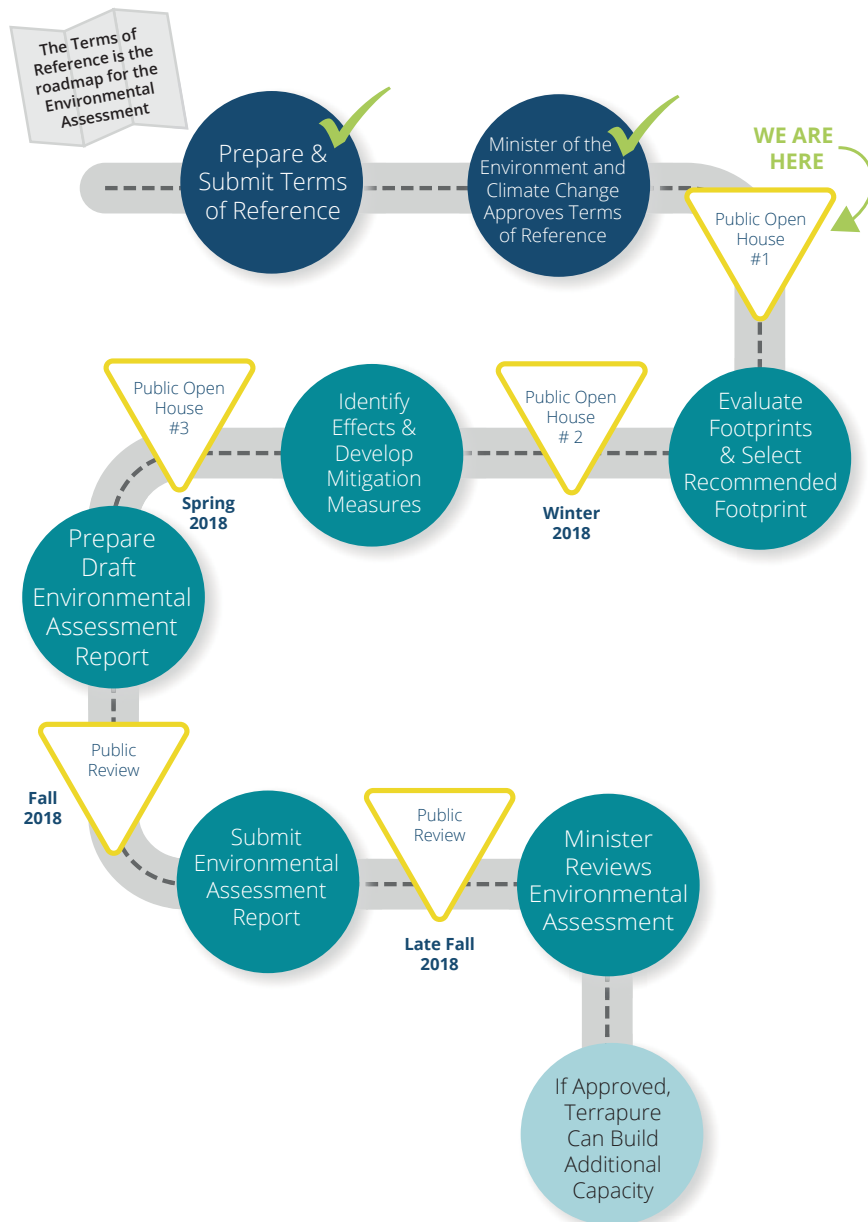 The Terms of
Reference is the
roadmap for the
Environmental
Assessment
Prepare &
Submit Terms
of Reference
Minister of the
Environment and
Climate Change
Approves Terms
of Reference
WE ARE
HERE
Public Open
House
#1
Evaluate
Footprints
& Select
Recommended
Footprint
Public Open
House
# 2
Winter
2018
Identify
Effects &
Develop
Mitigation
Measures
Public Open
House
#3
Spring
2018
Prepare
Draft
Environmental
Assessment
Report
Public
Review
Fall
2018
Submit
Environmental
Assessment
Report
Public
Review
Late Fall
2018
Minister
Reviews
Environmental
Assessment
If Approved,
Terrapure
Can Build
Additional
Capacity